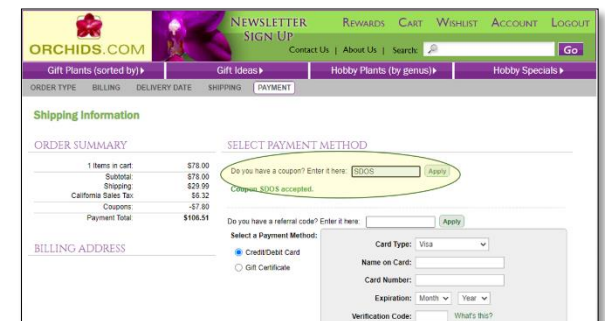 ORCHIDS.COM
NEWSLETTER SIGN UP
REWARDS CART WISHLIST ACCOUNT LOGOUT
Contact Us | About Us | Search: Go
Gift Plants (sorted by) Gift Ideas Hobby Plants (by genus) Hobby Specials
ORDER TYPE BILLING DELIVERY DATE SHIPPING PAYMENT
Shipping Information
ORDER SUMMARY
1 Items in cart: $78.00
Subtotal: $78.00
Shipping: $29.99
California Sales Tax: $6.32
Coupons: -$7.80
Payment Total: $106.51
BILLING ADDRESS
SELECT PAYMENT METHOD
Do you have a coupon? Enter it here: SDOS Apply
Coupon SDOS accepted.
Do you have a referral code? Enter it here: Apply
Select a Payment Method:
Credit/Debit Card
Gift Certificate
Card Type: Visa
Name on Card:
Card Number:
Expiration: Month Year
Verification Code: What's this?